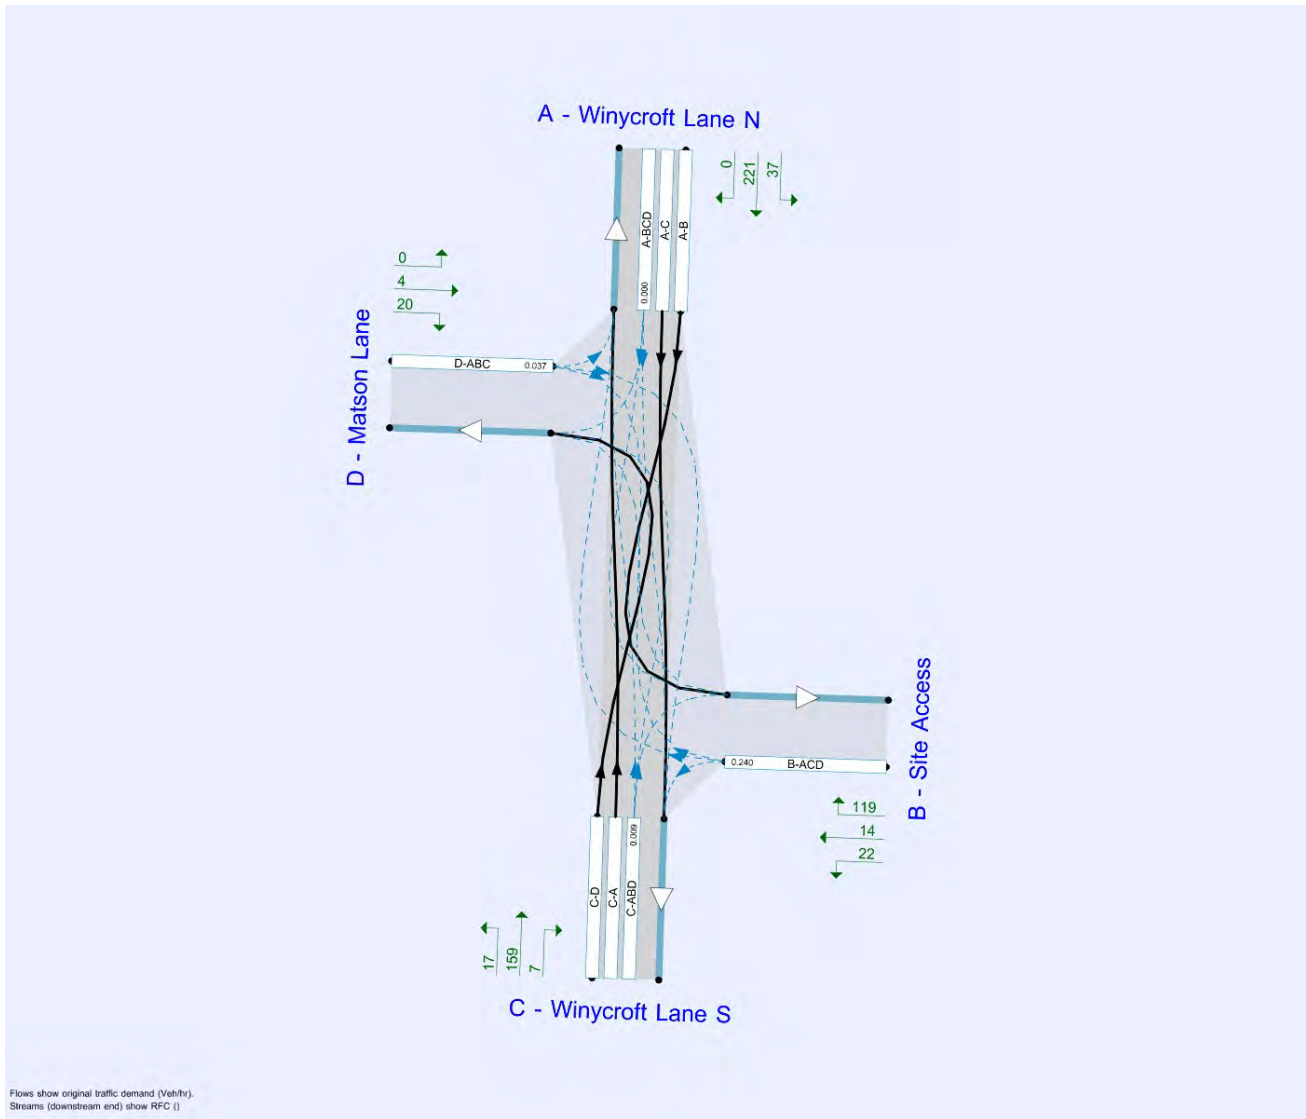 A - Winycroft Lane N
0
221
37
A-BCD
A-C
A-B
0.000
0
4
20
D - Matson Lane
D-ABC 0.037
B - Site Access
0.240 B-ACD
119
14
22
0.009
C-D
C-A
C-ABD
17
159
7
C - Winycroft Lane S
Flows show original traffic demand (Veh/hr).
Streams (downstream end) show RFC ()